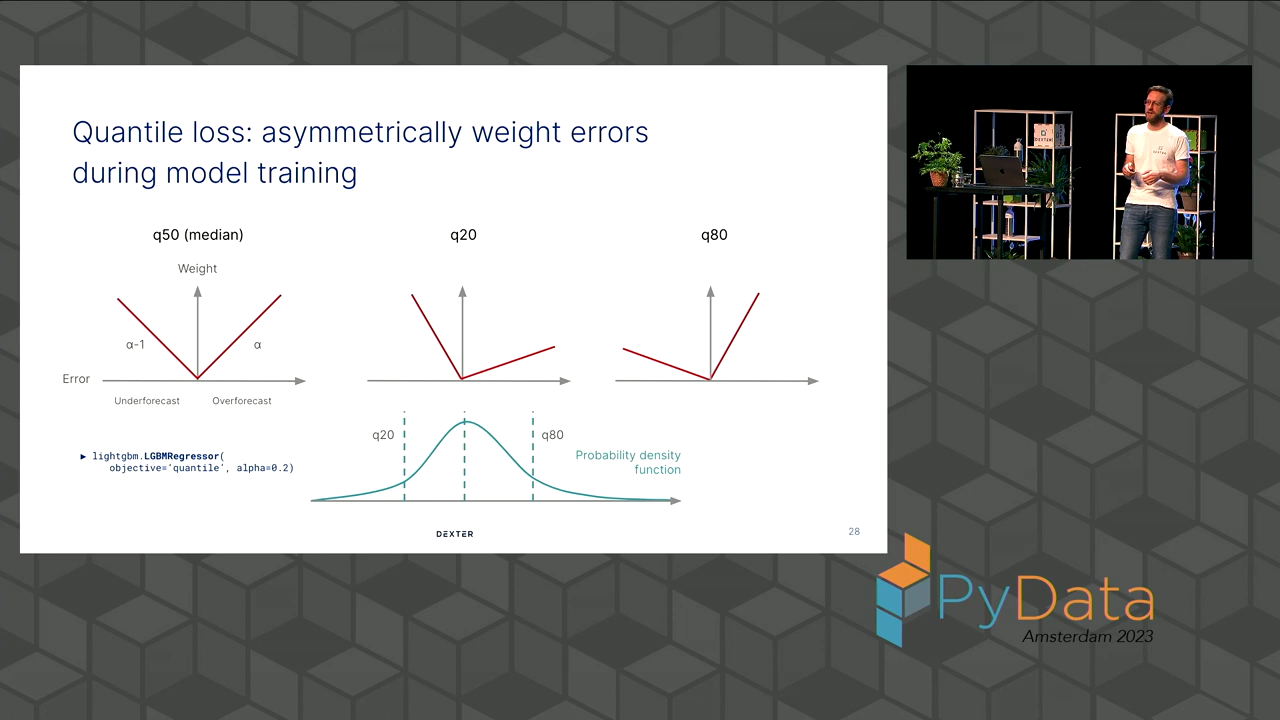 Quantile loss: asymmetrically weight errors
during model training
q50 (median)
q20
q80
Weight
α-1
α
Error
Underforecast
Overforecast
q20
q80
Probability density
function
▶ lightgbm.LGBMRegressor(
objective='quantile', alpha=0.2)
DEXTER
28
DEXTER
PyData
Amsterdam 2023